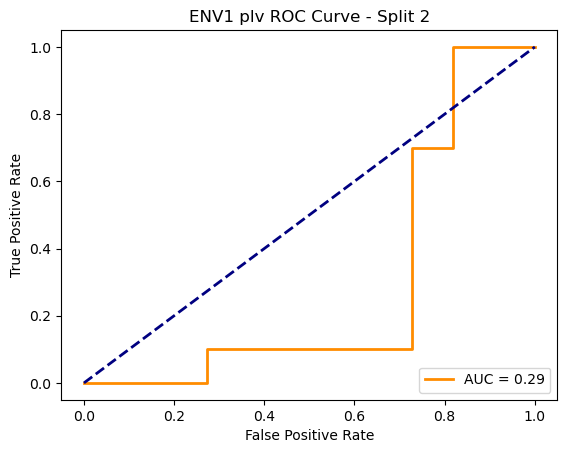 ENV1 plv ROC Curve - Split 2
True Positive Rate
1.0
0.8
0.6
0.4
0.2
0.0
AUC = 0.29
0.0 0.2 0.4 0.6 0.8 1.0
False Positive Rate